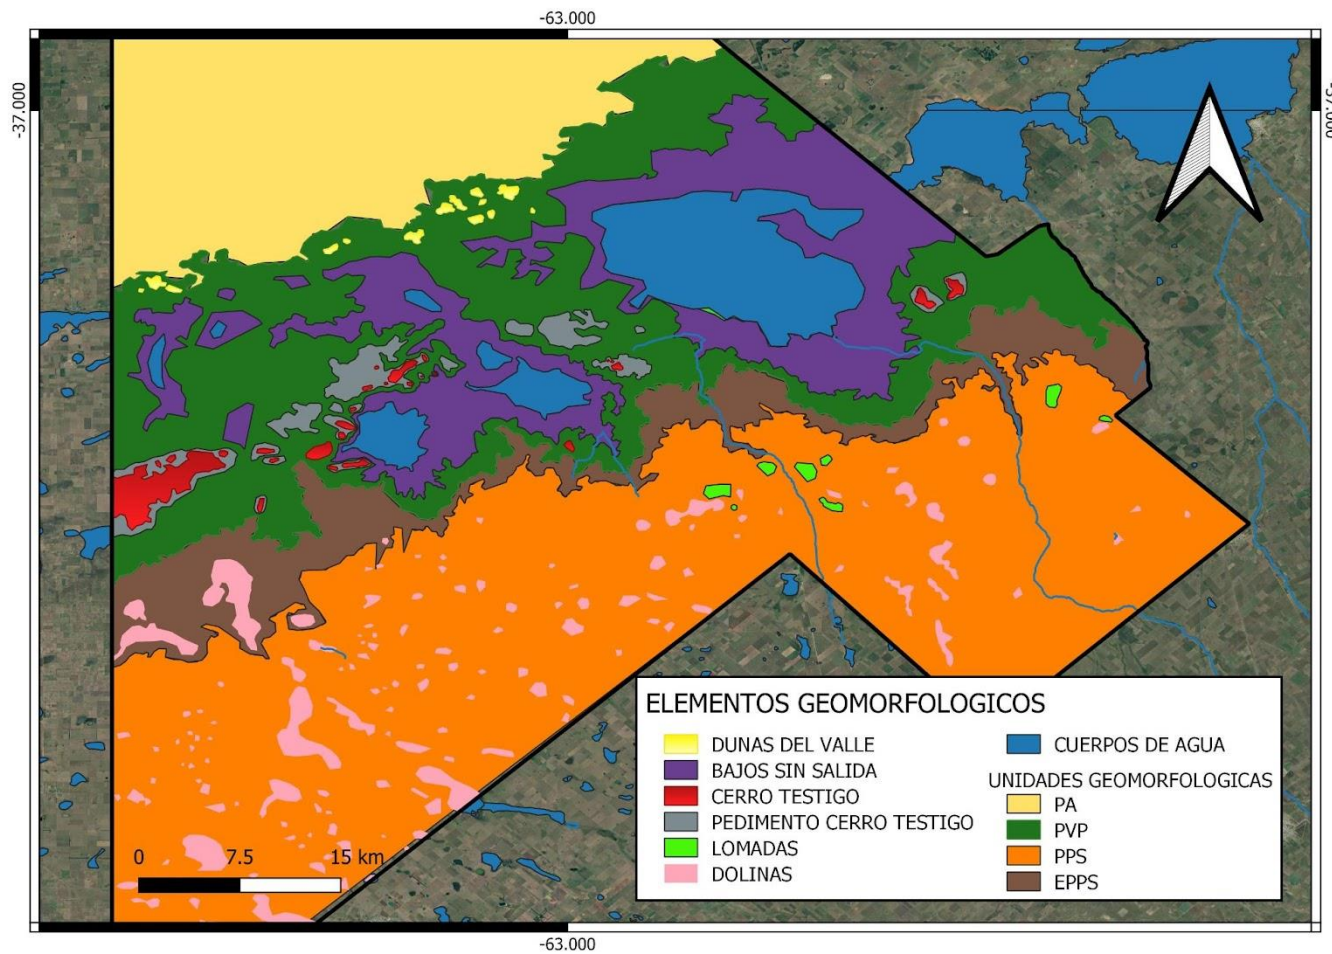 -63.000
-37.000
-37.000
ELEMENTOS GEOMORFOLOGICOS
DUNAS DEL VALLE
BAJOS SIN SALIDA
CERRO TESTIGO
PEDIMENTO CERRO TESTIGO
LOMADAS
DOLINAS
CUERPOS DE AGUA
UNIDADES GEOMORFOLOGICAS
PA
PVP
PPS
EPPS
0 7.5 15 km
-63.000